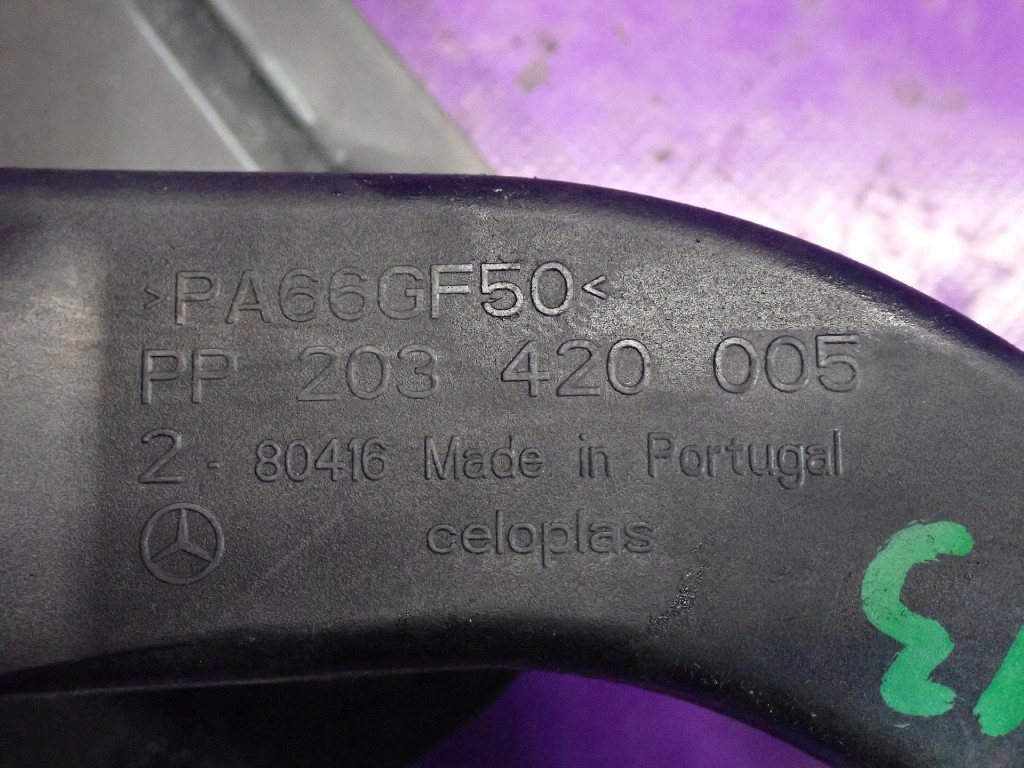 >PA66GF50<
PP 203 420 005
2 - 80416 Made in Portugal
celoplas